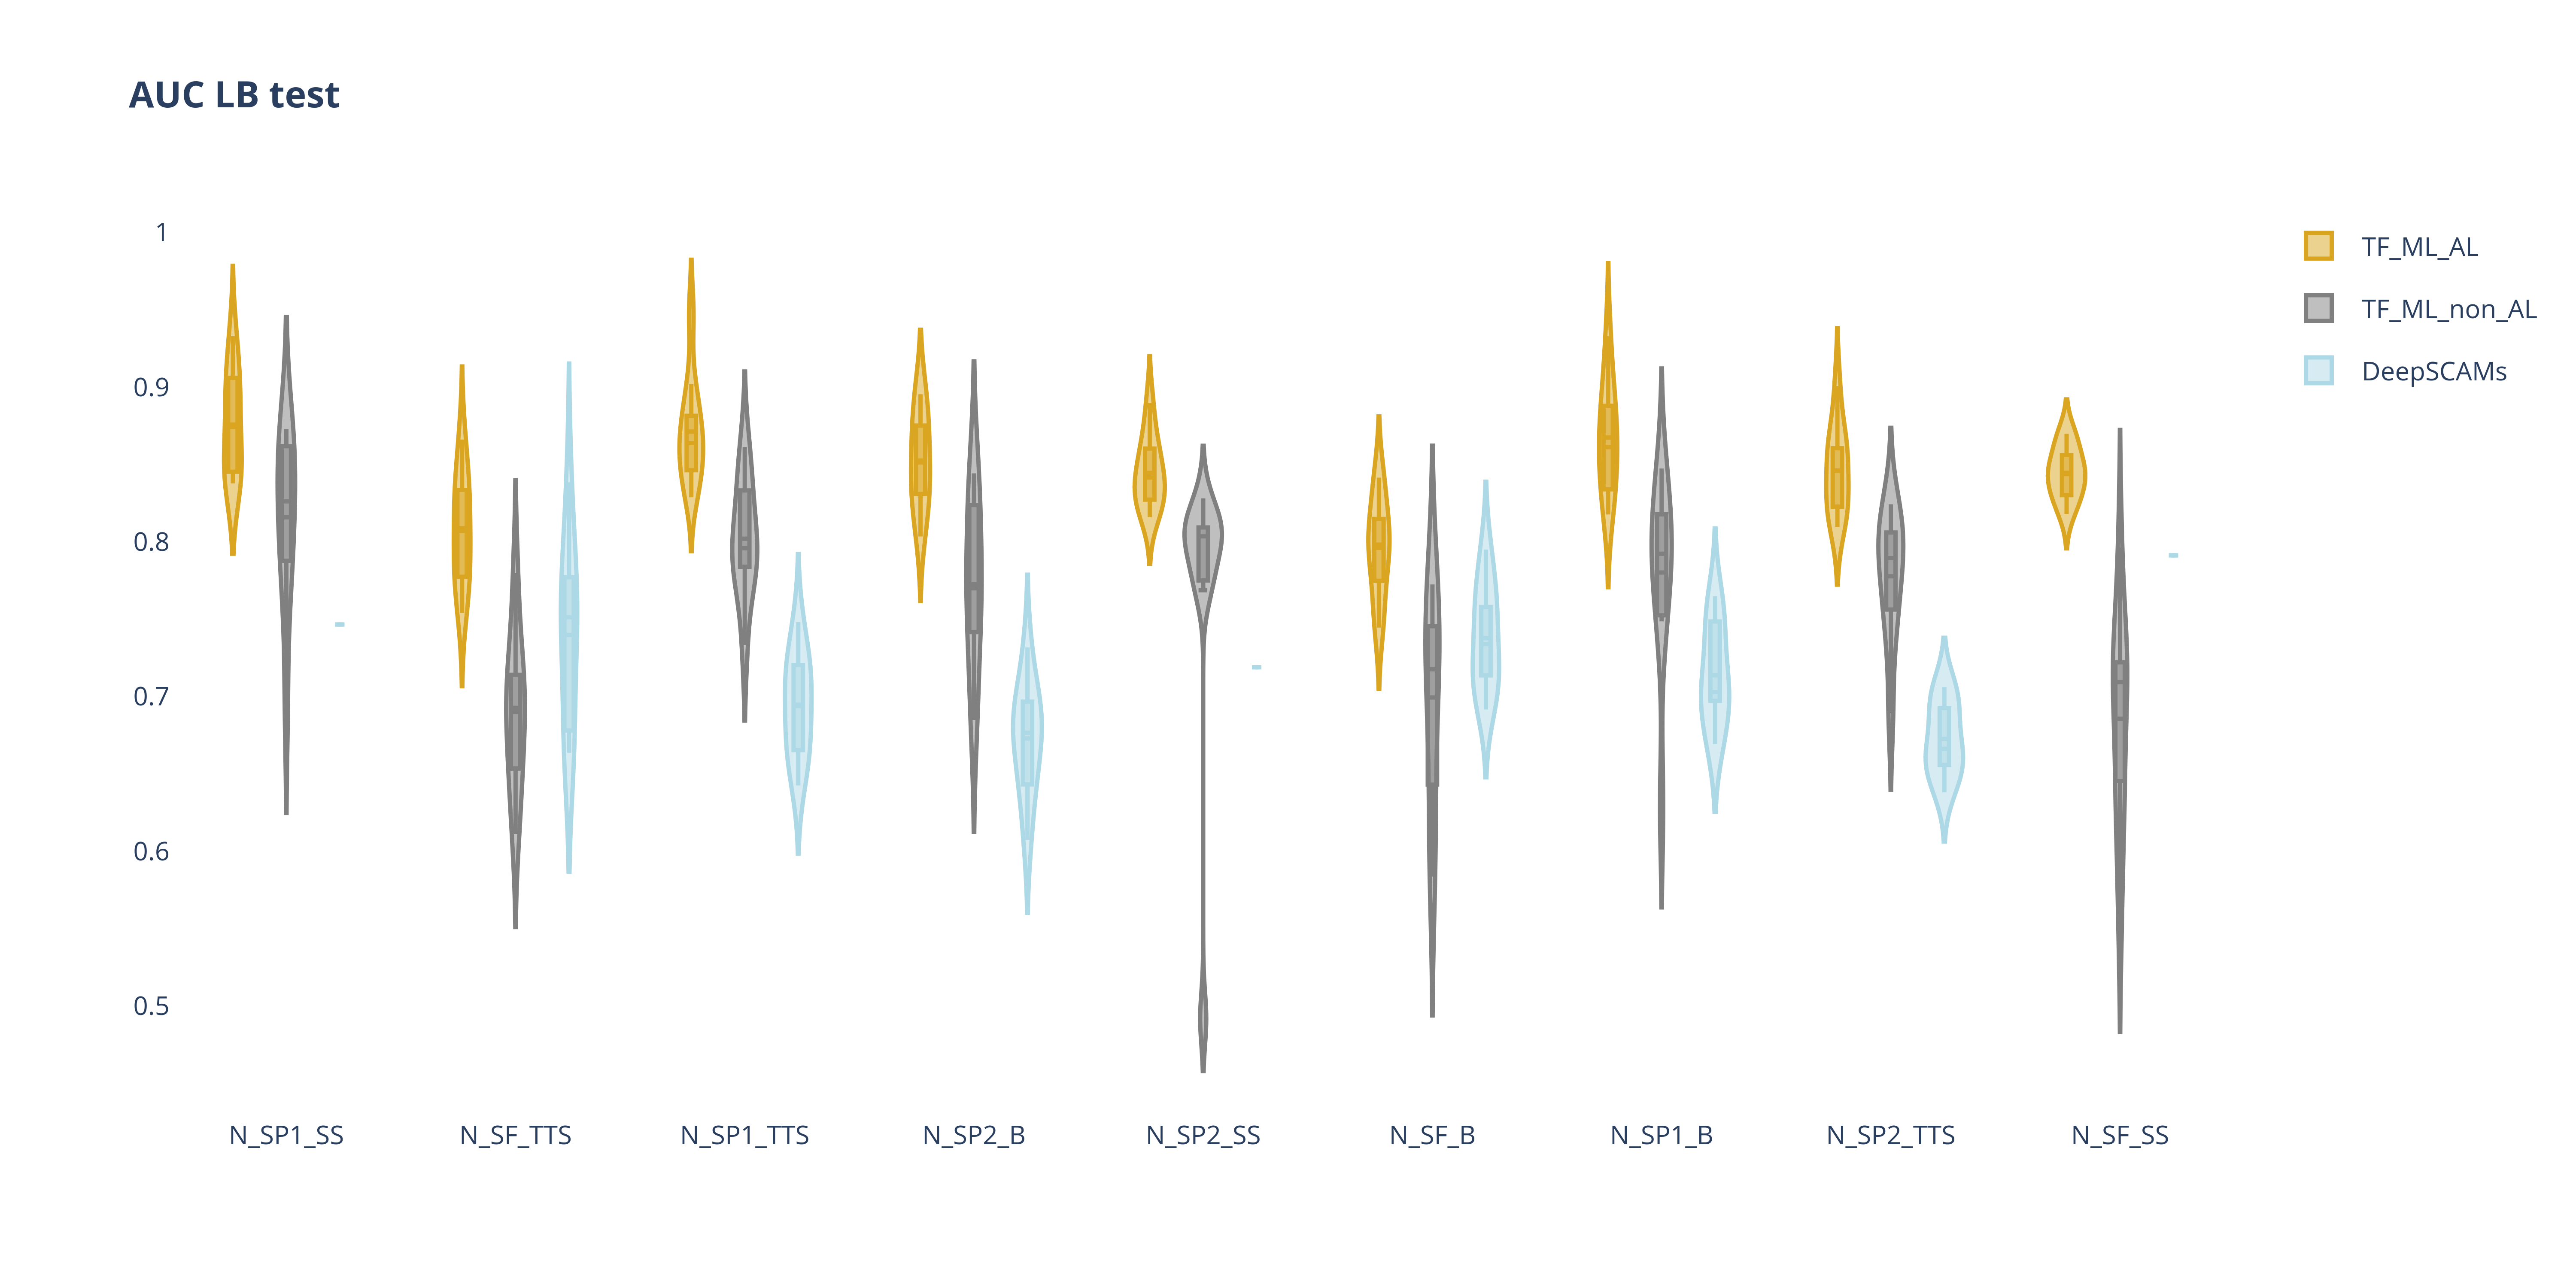 AUC LB test
1
0.9
0.8
0.7
0.6
0.5
N_SP1_SS
N_SF_TTS
N_SP1_TTS
N_SP2_B
N_SP2_SS
N_SF_B
N_SP1_B
N_SP2_TTS
N_SF_SS
TF_ML_AL
TF_ML_non_AL
DeepSCAMs